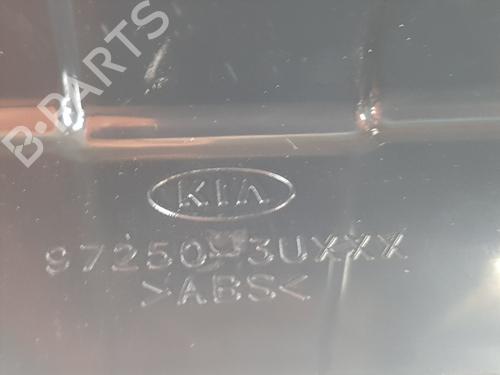 B-PARTS
KIA
97250-3UXXX
>ABS<